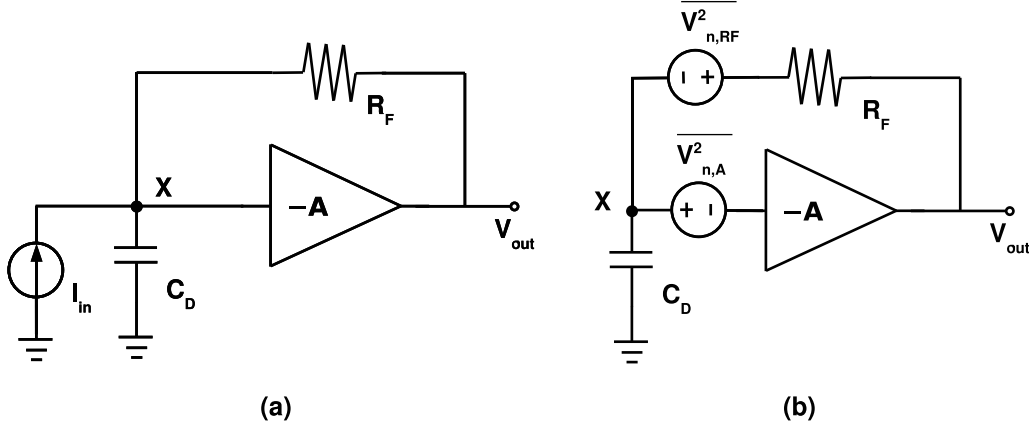 R_F
X
−A
V_out
I_in
C_D
(a)
V²_n,RF
− +
R_F
V²_n,A
X
+ −
−A
V_out
C_D
(b)